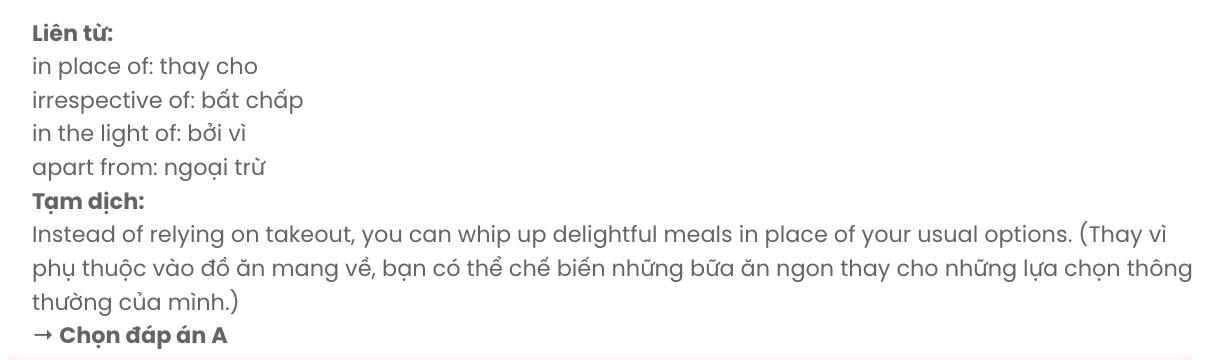 Liên từ:
in place of: thay cho
irrespective of: bất chấp
in the light of: bởi vì
apart from: ngoại trừ
Tạm dịch:
Instead of relying on takeout, you can whip up delightful meals in place of your usual options. (Thay vì
phụ thuộc vào đồ ăn mang về, bạn có thể chế biến những bữa ăn ngon thay cho những lựa chọn thông
thường của mình.)
→ Chọn đáp án A